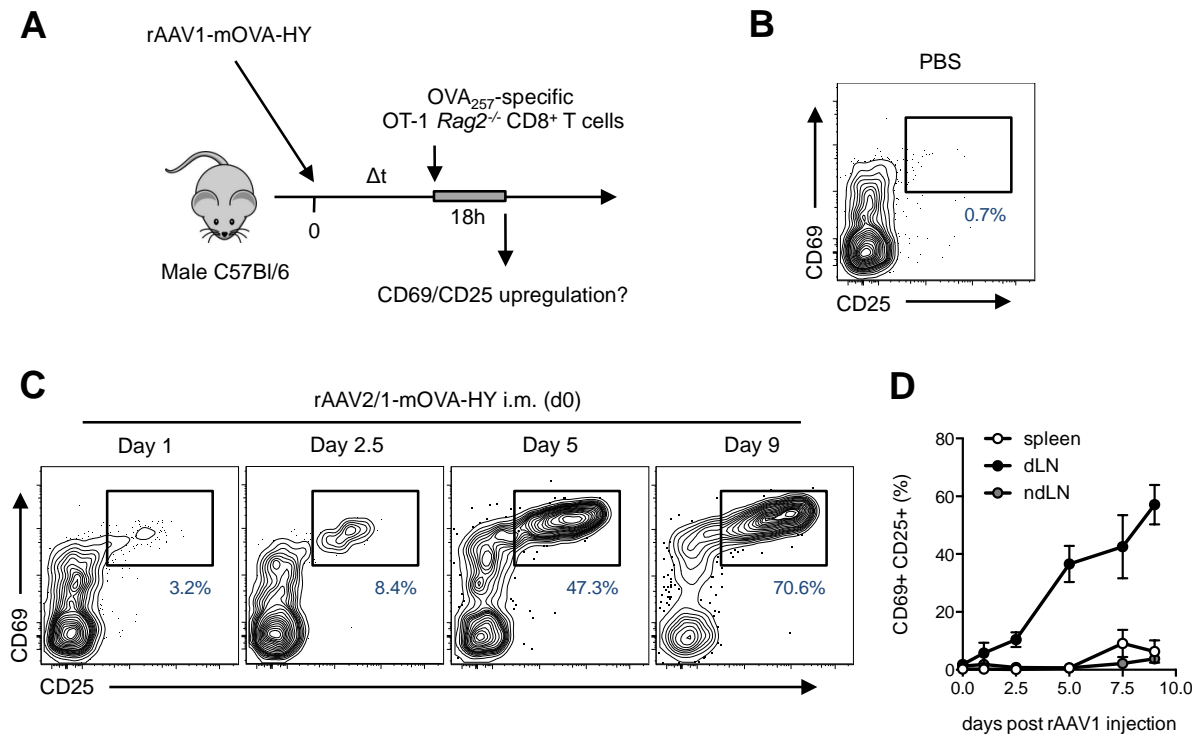 A
rAAV1-mOVA-HY
OVA257-specific
OT-1 Rag2-/- CD8+ T cells
Δt
0
18h
Male C57Bl/6
CD69/CD25 upregulation?
B
PBS
0.7%
CD69
CD25
C
rAAV2/1-mOVA-HY i.m. (d0)
Day 1
Day 2.5
Day 5
Day 9
3.2%
8.4%
47.3%
70.6%
CD69
CD25
D
spleen
dLN
ndLN
CD69+ CD25+ (%)
80
60
40
20
0
0.0
2.5
5.0
7.5
10.0
days post rAAV1 injection